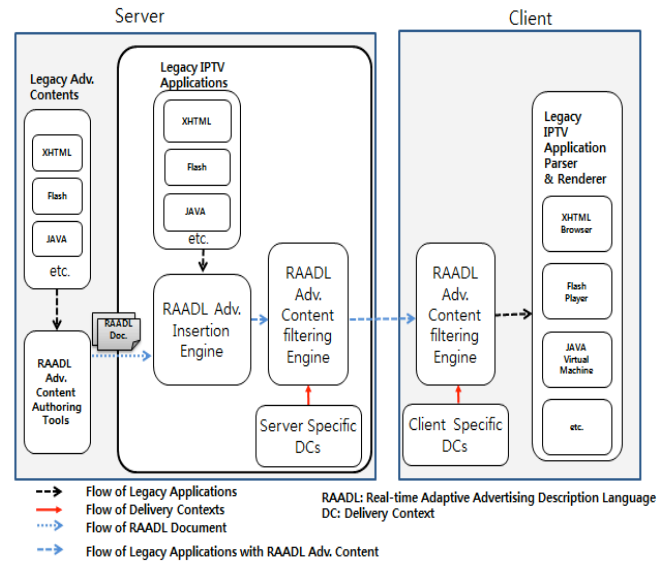 Server
Client
Legacy Adv.
Contents
XHTML
Flash
JAVA
etc.
RAADL
Adv.
Content
Authoring
Tools
RAADL
Doc.
Legacy IPTV
Applications
XHTML
Flash
JAVA
etc.
RAADL Adv.
Insertion
Engine
RAADL
Adv.
Content
filtering
Engine
Server Specific
DCs
RAADL
Adv.
Content
filtering
Engine
Client Specific
DCs
Legacy
IPTV
Application
Parser
& Renderer
XHTML
Browser
Flash
Player
JAVA
Virtual
Machine
etc.
Flow of Legacy Applications
Flow of Delivery Contexts
Flow of RAADL Document
Flow of Legacy Applications with RAADL Adv. Content
RAADL: Real-time Adaptive Advertising Description Language
DC: Delivery Context